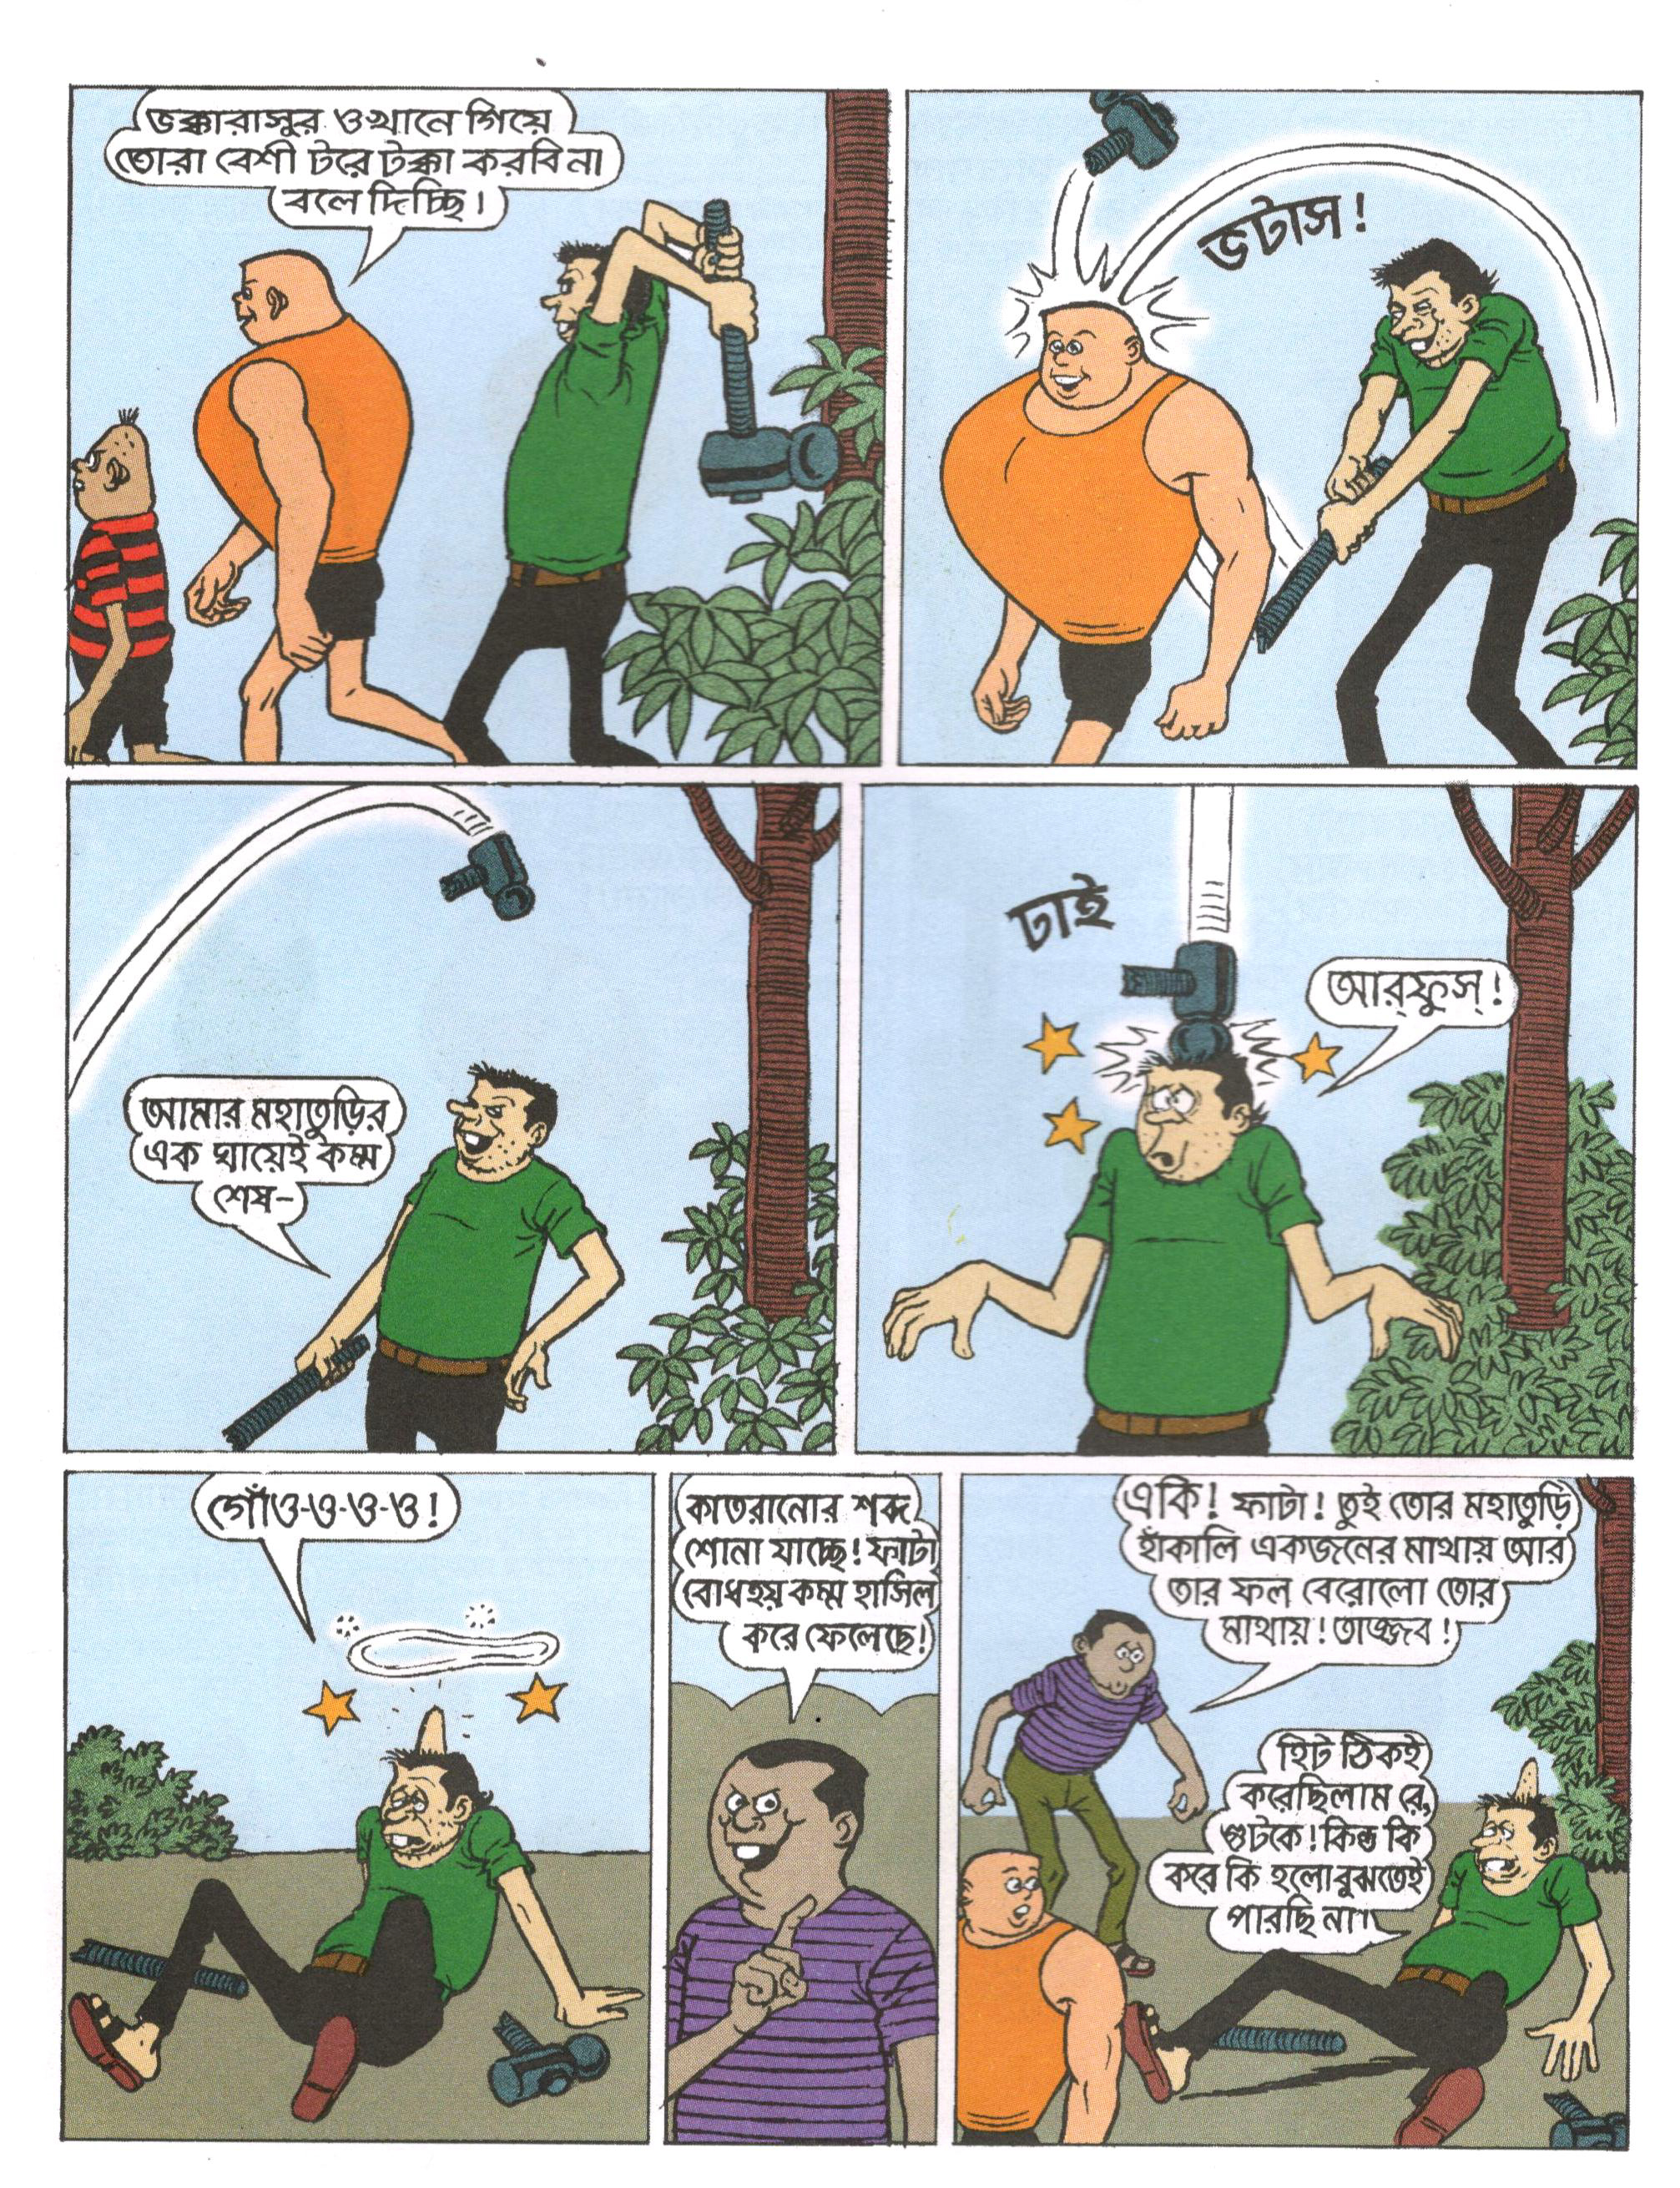 ভক্কারাসুর ওখানে গিয়ে
তোরা বেশী টরে টক্কা করবি না
বলে দিচ্ছি।
ভটাস!
আমার মহাতুড়ির
এক ঘায়েই কম্ম
শেষ-
ঢাই
আর্ফুস্!
গোঁও-ও-ও-ও!
কাতরানোর শব্দ
শোনা যাচ্ছে! ফাটা
বোধহয় কম্ম হাসিল
করে ফেলেছে!
একি! ফাটা! তুই তোর মহাতুড়ি
হাঁকালি একজনের মাথায় আর
তার ফল বেরোলো তোর
মাথায়! তাজ্জব!
হিট ঠিকই
করেছিলাম রে,
গুটকে! কিন্তু কি
করে কি হলো বুঝতেই
পারছি না।